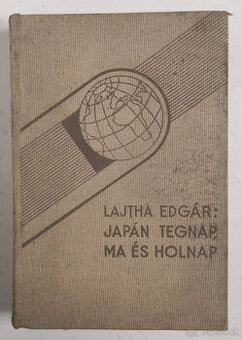 LAJTHA EDGÁR:
JAPÁN TEGNAP,
MA ÉS HOLNAP